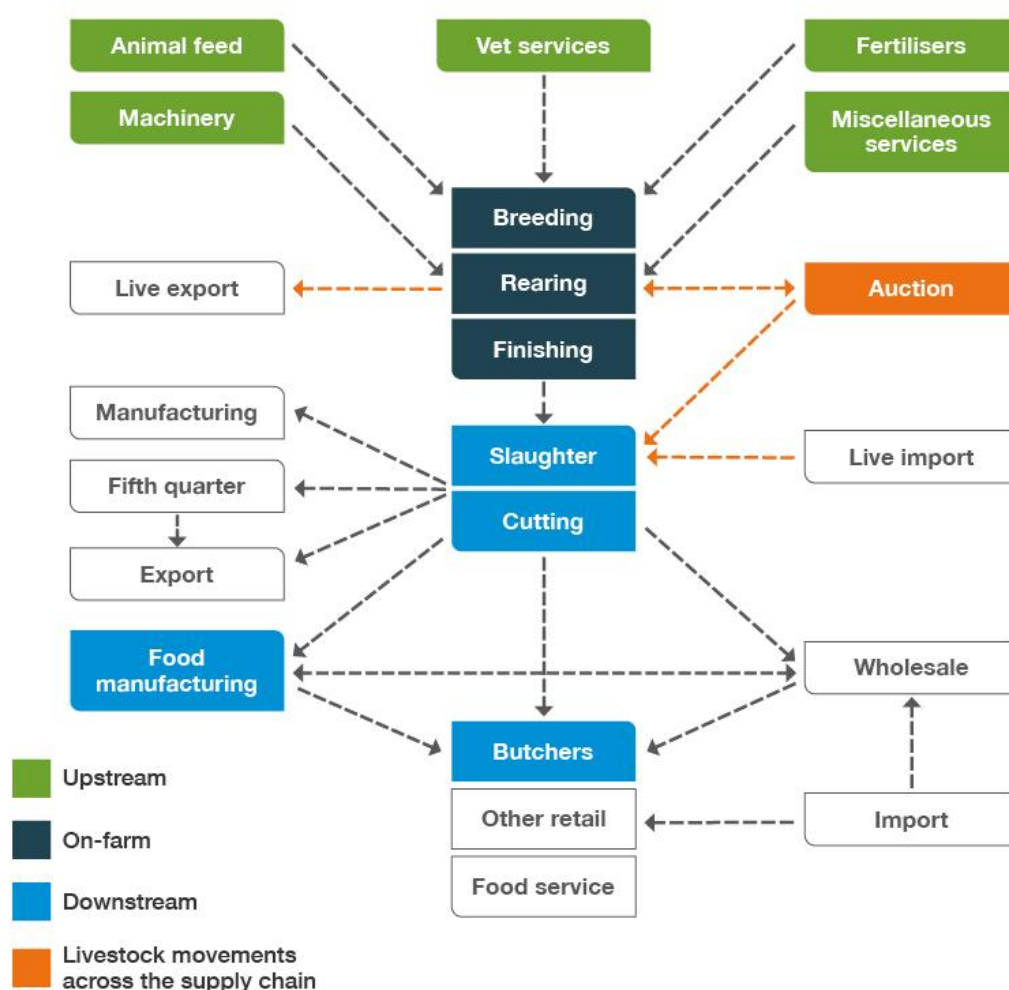 Animal feed
Vet services
Fertilisers
Machinery
Miscellaneous
services
Breeding
Live export
Rearing
Auction
Finishing
Manufacturing
Slaughter
Live import
Fifth quarter
Cutting
Export
Food
manufacturing
Wholesale
Butchers
Upstream
Other retail
Import
On-farm
Food service
Downstream
Livestock movements
across the supply chain